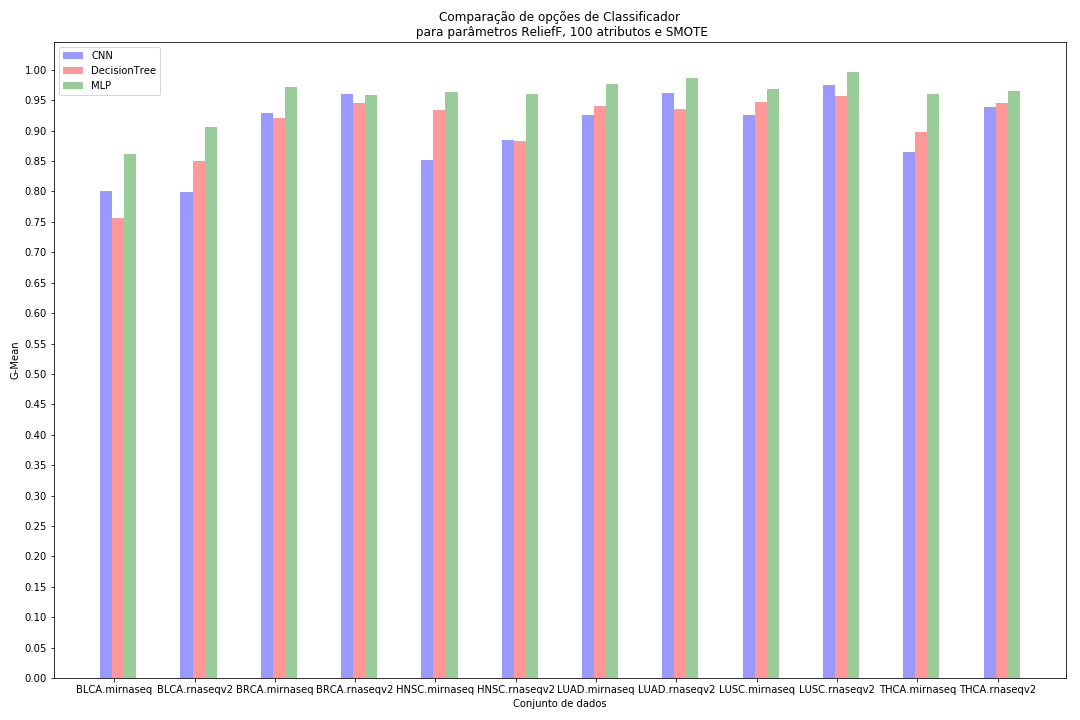 Comparação de opções de Classificador
para parâmetros ReliefF, 100 atributos e SMOTE
CNN
DecisionTree
MLP
1.00
0.95
0.90
0.85
0.80
0.75
0.70
0.65
0.60
0.55
0.50
0.45
0.40
0.35
0.30
0.25
0.20
0.15
0.10
0.05
0.00
G-Mean
BLCA.mirnaseq BLCA.rnaseqv2 BRCA.mirnaseq BRCA.rnaseqv2 HNSC.mirnaseq HNSC.rnaseqv2 LUAD.mirnaseq LUAD.rnaseqv2 LUSC.mirnaseq LUSC.rnaseqv2 THCA.mirnaseq THCA.rnaseqv2
Conjunto de dados